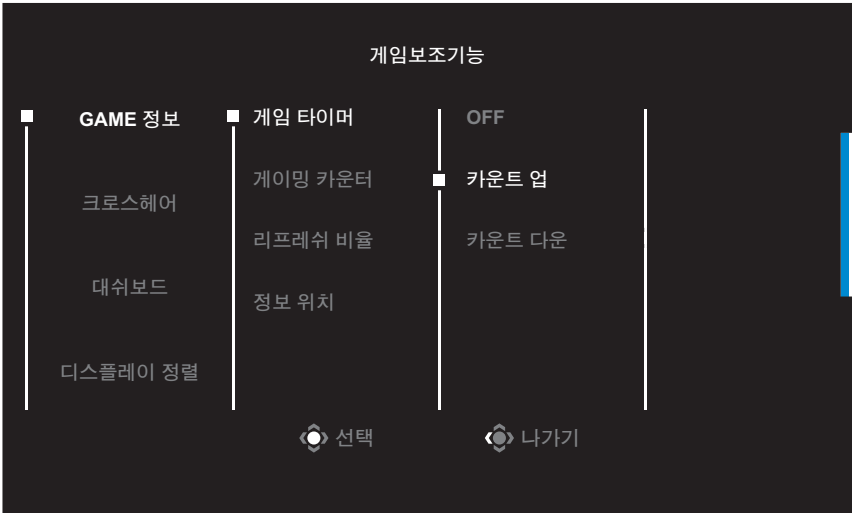 게임보조기능
GAME 정보
크로스헤어
대쉬보드
디스플레이 정렬
게임 타이머
게이밍 카운터
리프레쉬 비율
정보 위치
OFF
카운트 업
카운트 다운
선택
나가기